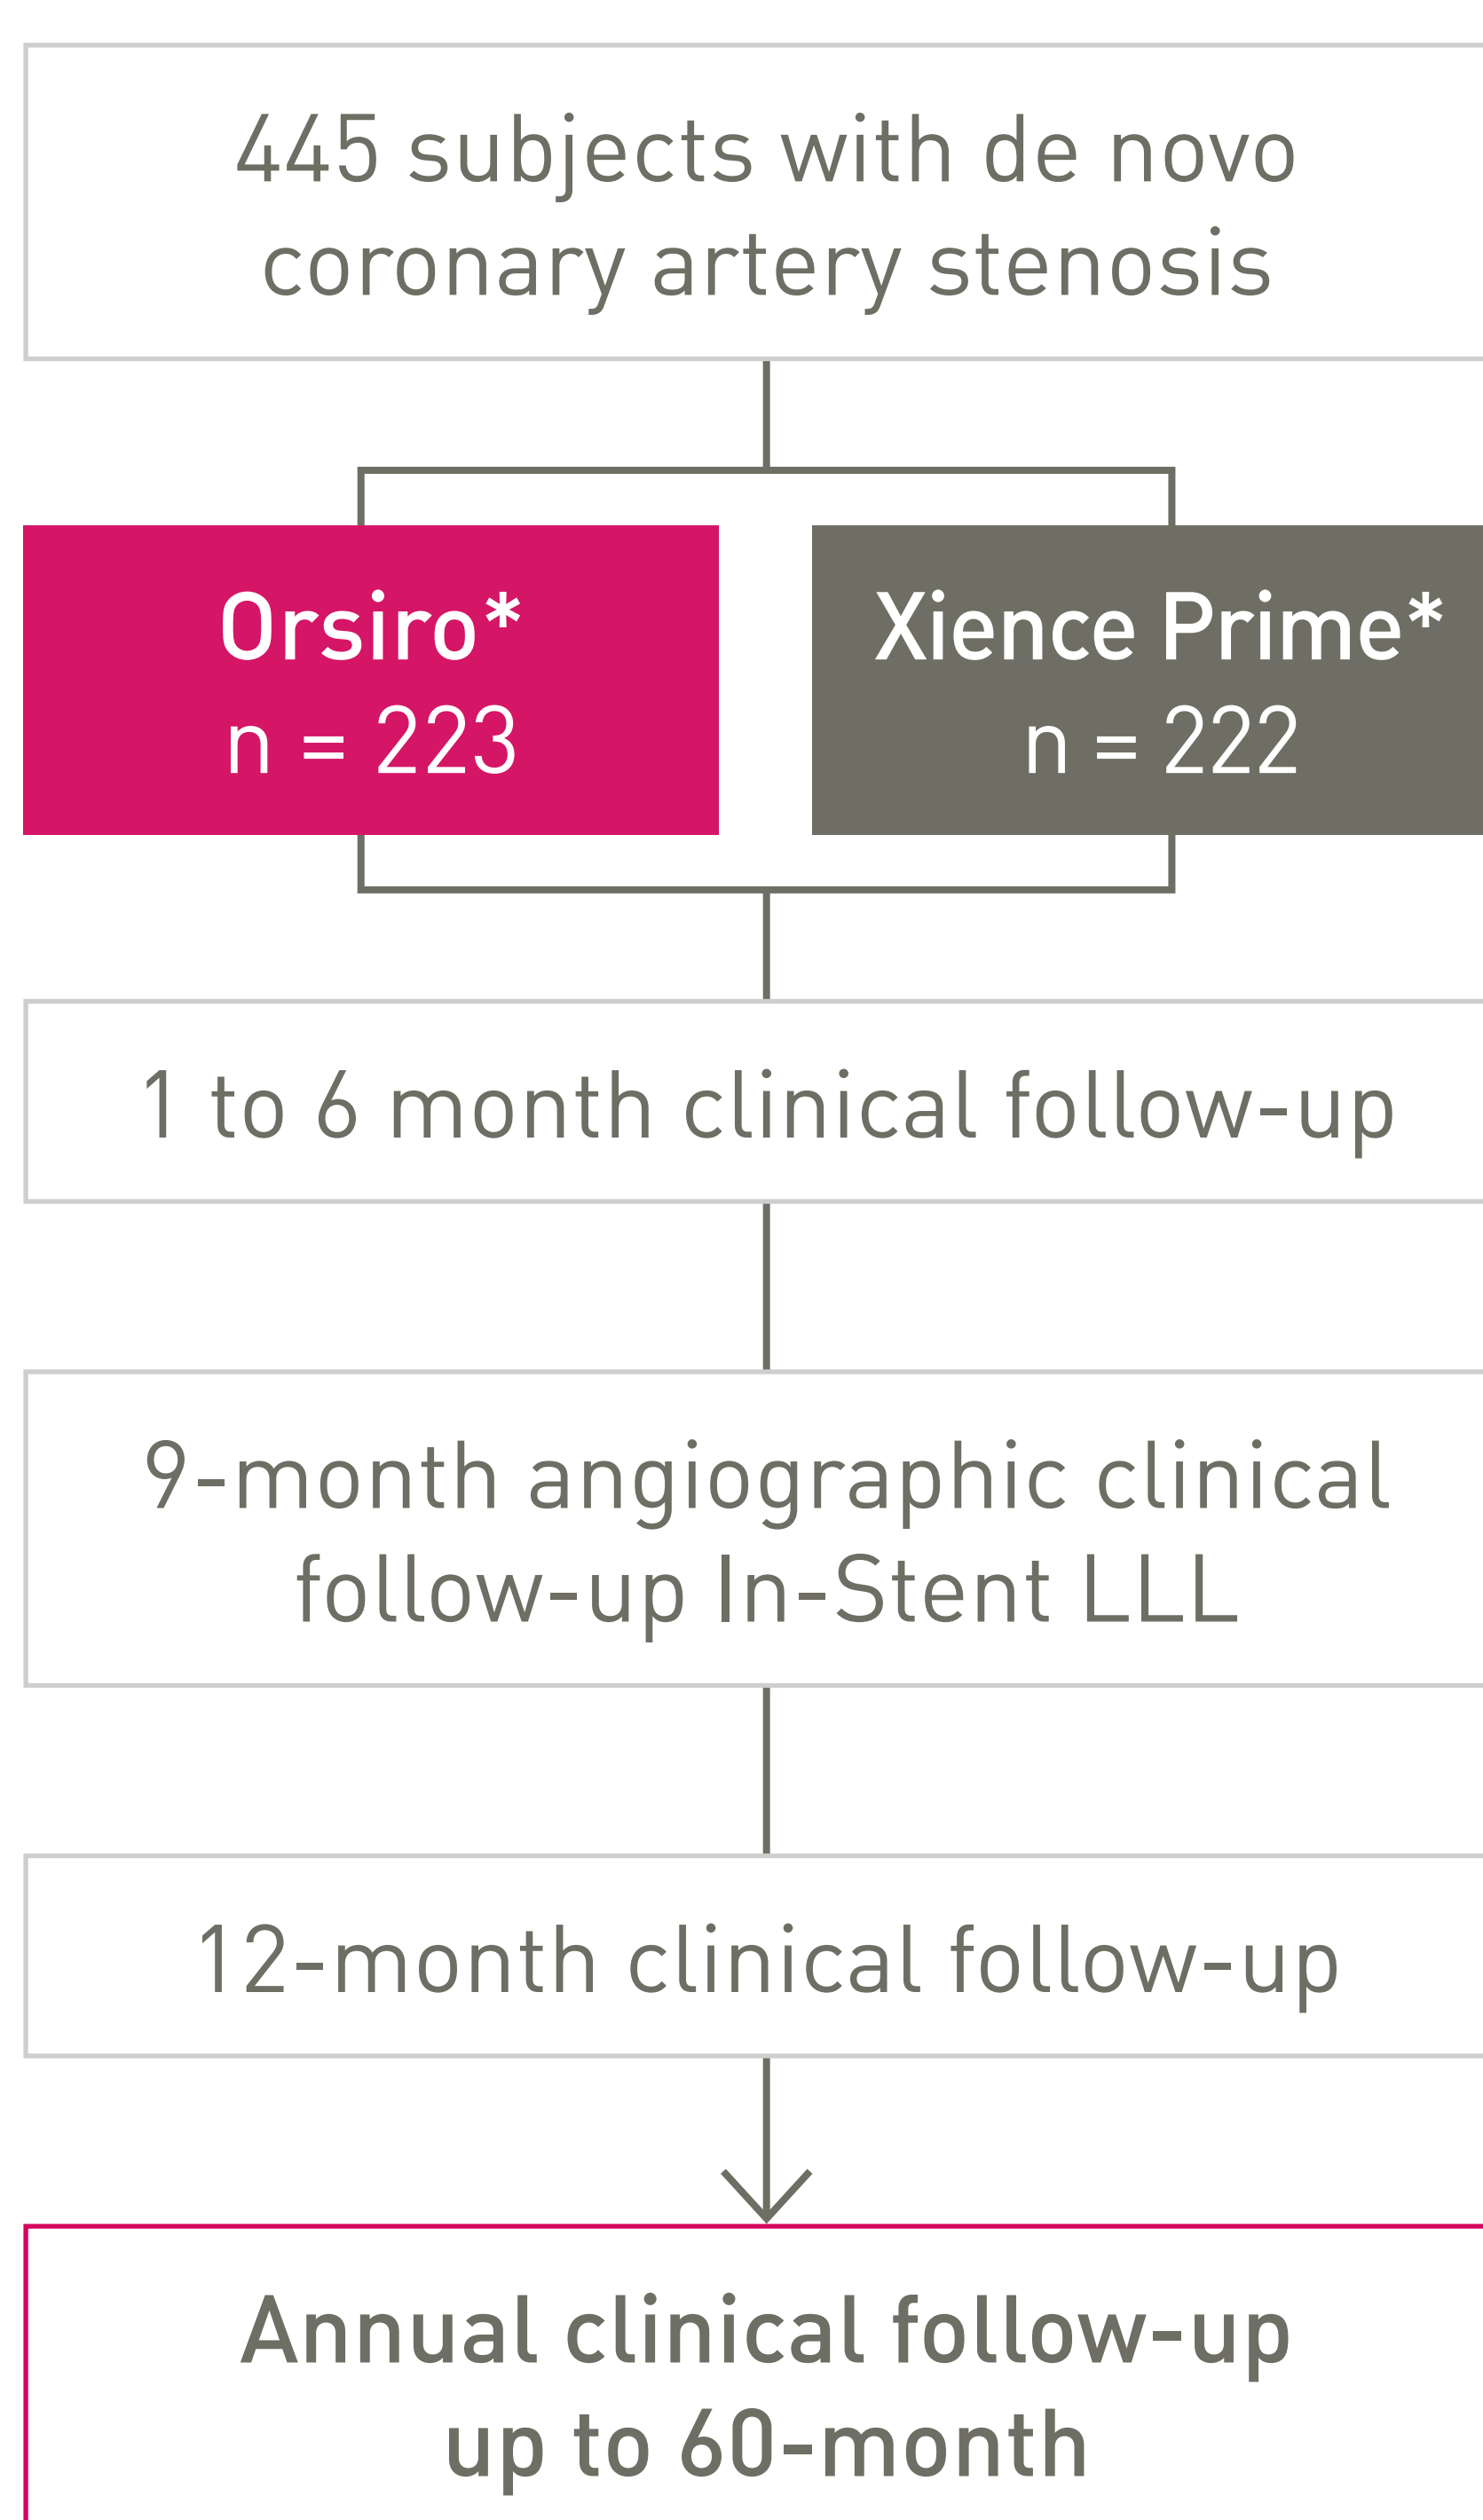 445 subjects with de novo
coronary artery stenosis
Orsiro*
n = 223
Xience Prime*
n = 222
1 to 6 month clinical follow-up
9-month angiographic clinical
follow-up In-Stent LLL
12-month clinical follow-up
Annual clinical follow-up
up to 60-month